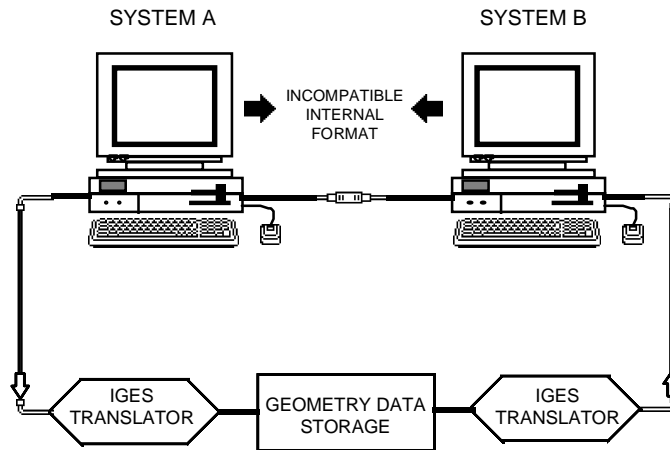 SYSTEM A
SYSTEM B
INCOMPATIBLE
INTERNAL
FORMAT
IGES
TRANSLATOR
GEOMETRY DATA
STORAGE
IGES
TRANSLATOR